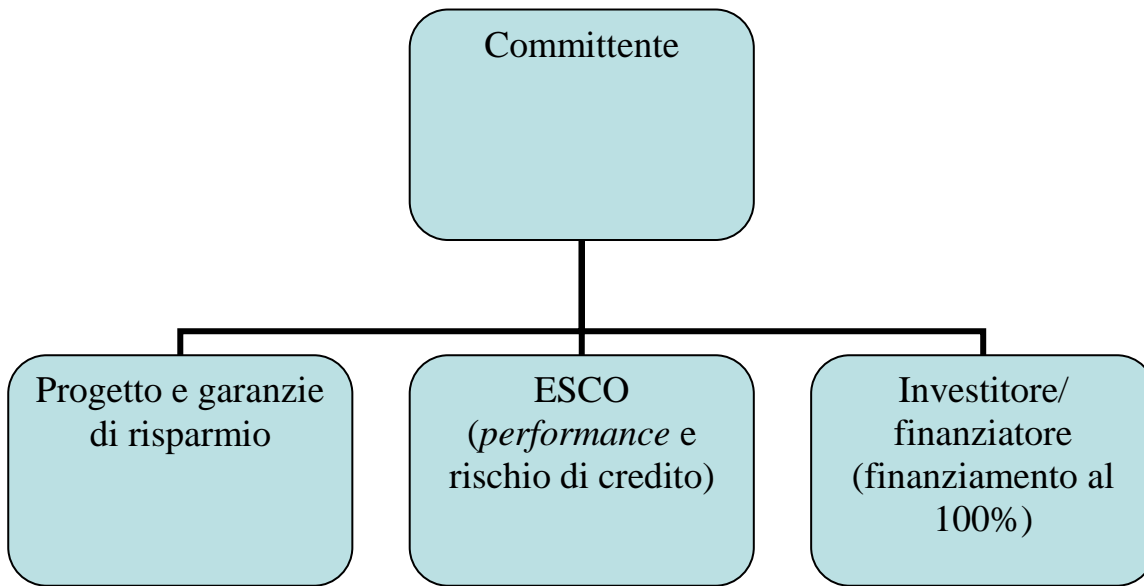 Committente
Progetto e garanzie
di risparmio
ESCO
(performance e
rischio di credito)
Investitore/
finanziatore
(finanziamento al
100%)